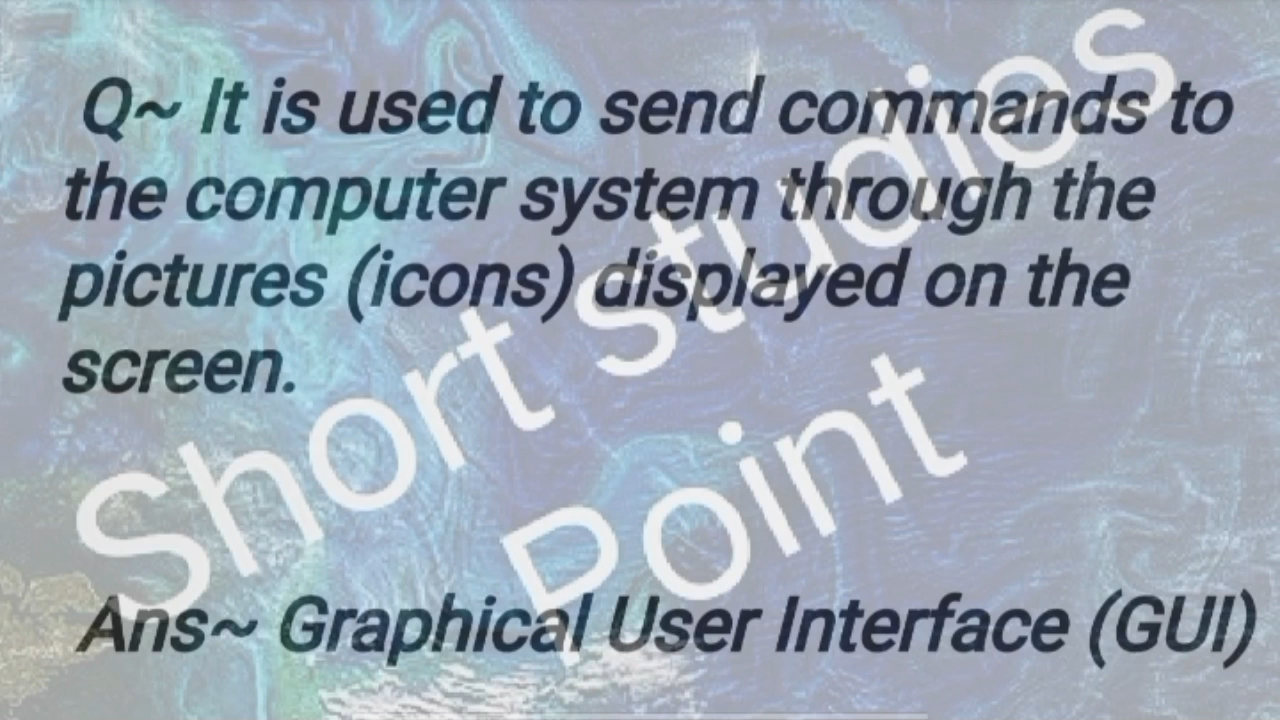 Q~ It is used to send commands to
the computer system through the
pictures (icons) displayed on the
screen.
Short studios
Point
Ans~ Graphical User Interface (GUI)